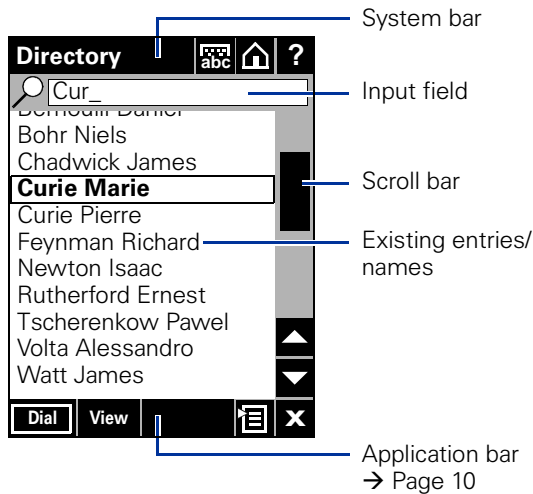 System bar
Directory abc ?
Cur_
Input field
Bernoulli Daniel
Bohr Niels
Chadwick James
Curie Marie
Scroll bar
Curie Pierre
Feynman Richard
Existing entries/
names
Newton Isaac
Rutherford Ernest
Tscherenkow Pawel
Volta Alessandro
Watt James
Dial View X
Application bar
→ Page 10